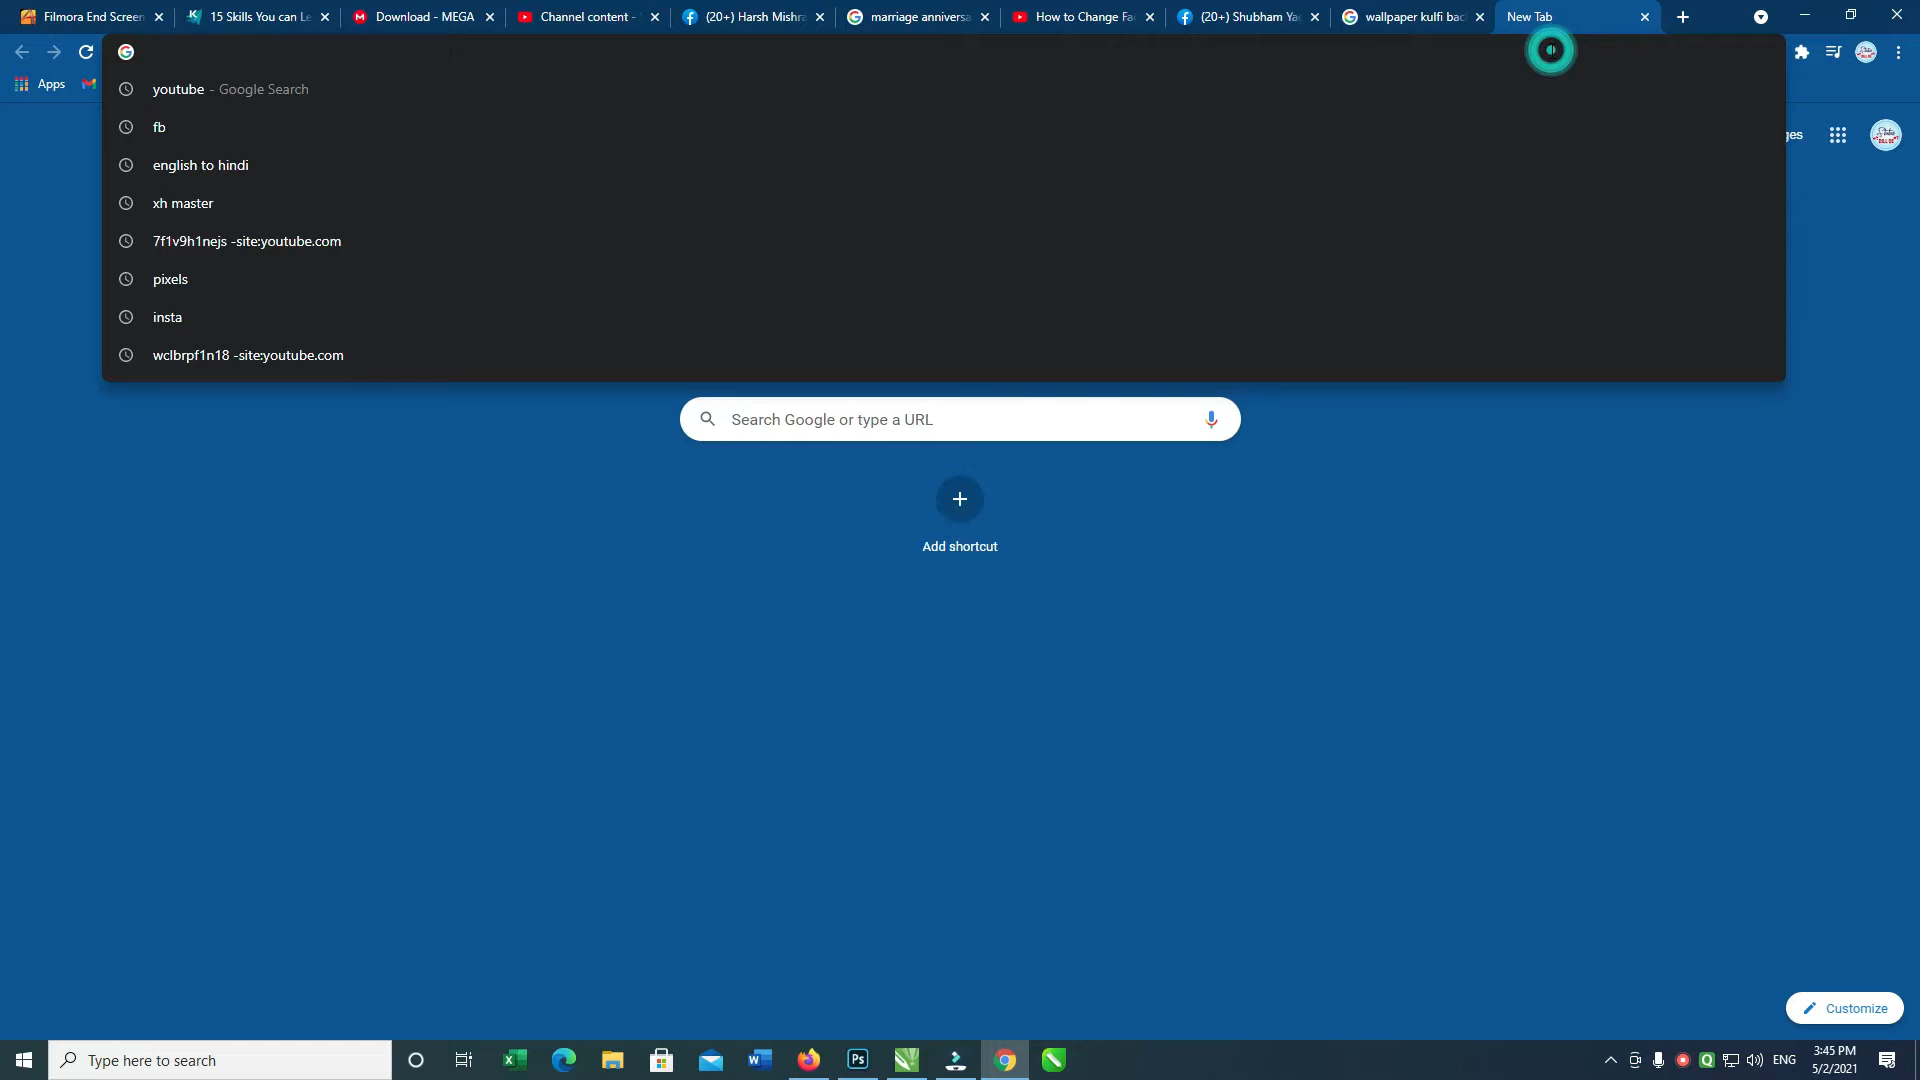 Filmora End Screen
15 Skills You can Le
Download - MEGA
Channel content -
(20+) Harsh Mishra
marriage anniversa
How to Change Fa
(20+) Shubham Ya
wallpaper kulfi bac
New Tab
Apps
youtube - Google Search
fb
english to hindi
xh master
7f1v9h1nejs -site:youtube.com
pixels
insta
wclbrpf1n18 -site:youtube.com
ges
Search Google or type a URL
Add shortcut
Customize
Type here to search
ENG
3:45 PM
5/2/2021